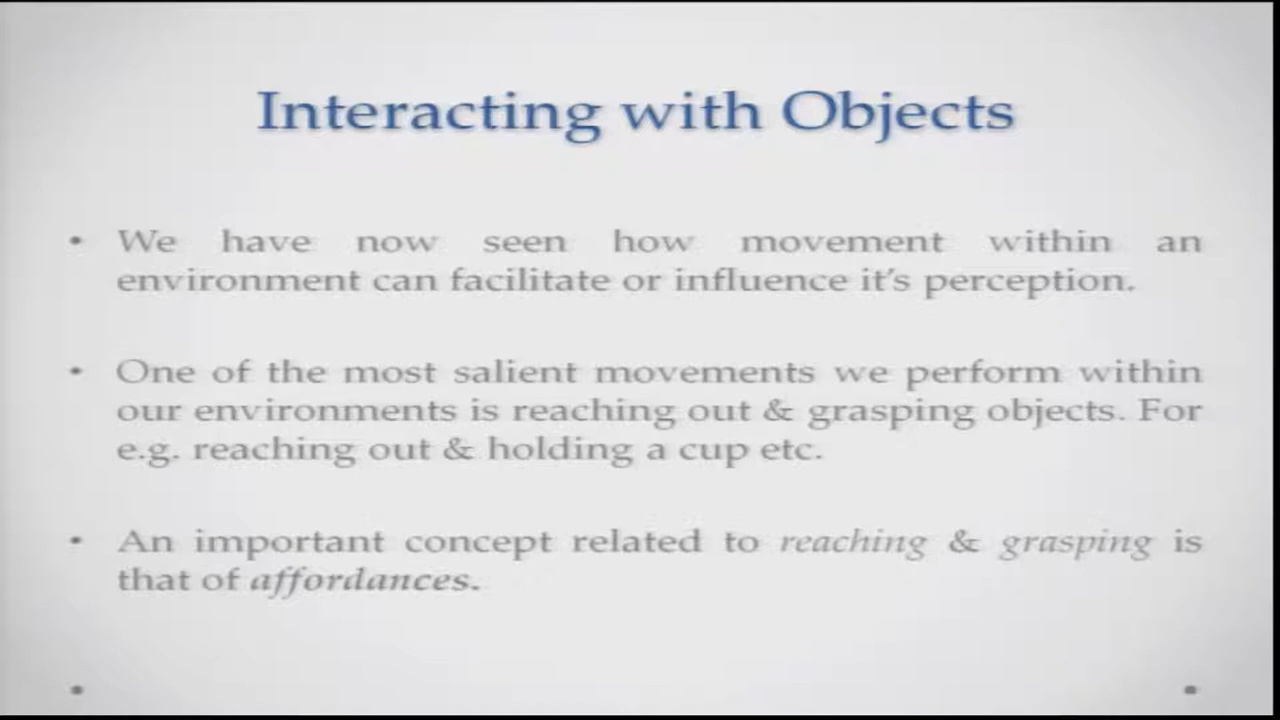 Interacting with Objects
• We have now seen how movement within an
environment can facilitate or influence it's perception.
• One of the most salient movements we perform within
our environments is reaching out & grasping objects. For
e.g. reaching out & holding a cup etc.
• An important concept related to reaching & grasping is
that of affordances.